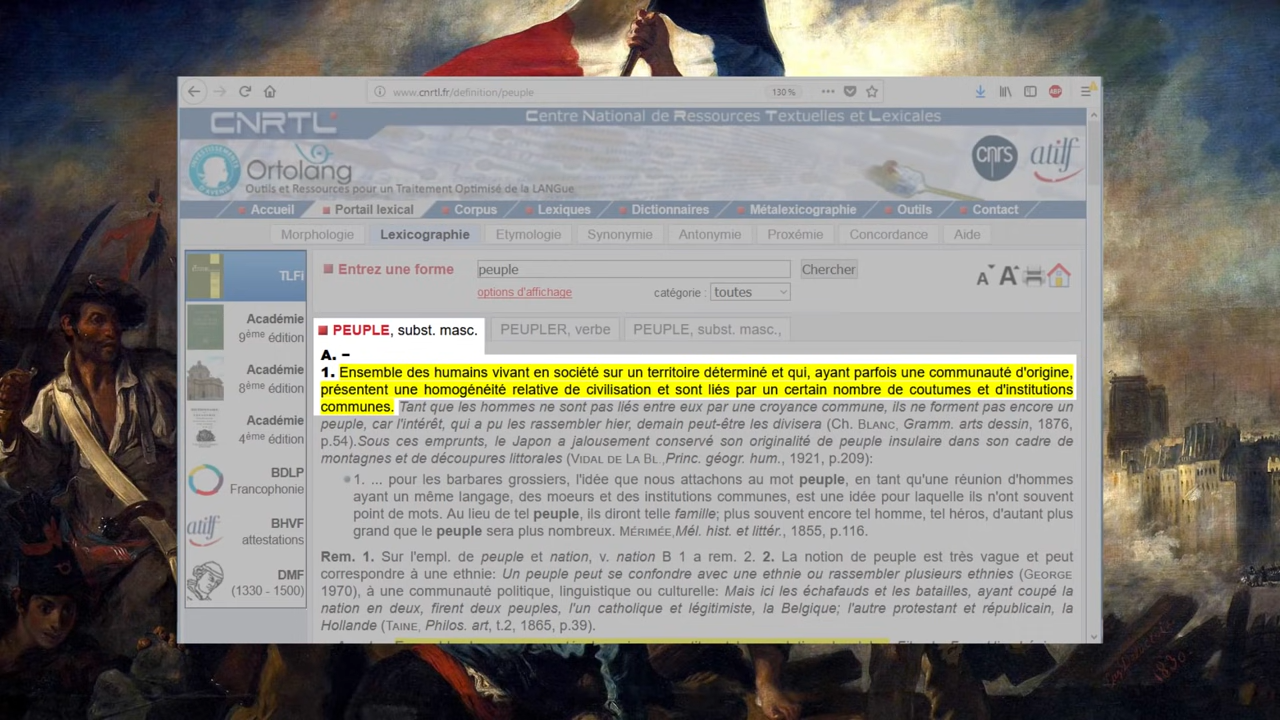 www.cnrtl.fr/definition/peuple
130 %
ABP
CNRTL
Centre National de Ressources Textuelles et Lexicales
INVESTISSEMENTS D'AVENIR
Ortolang
Outils et Ressources pour un Traitement Optimisé de la LANGue
cnrs
atilf
Accueil
Portail lexical
Corpus
Lexiques
Dictionnaires
Métalexicographie
Outils
Contact
Morphologie
Lexicographie
Etymologie
Synonymie
Antonymie
Proxémie
Concordance
Aide
TLFi
Académie
9ème édition
Académie
8ème édition
Académie
4ème édition
BDLP
Francophonie
atilf
BHVF
attestations
DMF
(1330 - 1500)
Entrez une forme
peuple
Chercher
options d'affichage
catégorie :
toutes
A
A
PEUPLE, subst. masc.
PEUPLER, verbe
PEUPLE, subst. masc.,
A. –
1. Ensemble des humains vivant en société sur un territoire déterminé et qui, ayant parfois une communauté d'origine,
présentent une homogénéité relative de civilisation et sont liés par un certain nombre de coutumes et d'institutions
communes. Tant que les hommes ne sont pas liés entre eux par une croyance commune, ils ne forment pas encore un
peuple, car l'intérêt, qui a pu les rassembler hier, demain peut-être les divisera (Ch. BLANC, Gramm. arts dessin, 1876,
p.54).Sous ces emprunts, le Japon a jalousement conservé son originalité de peuple insulaire dans son cadre de
montagnes et de découpures littorales (VIDAL DE LA BL.,Princ. géogr. hum., 1921, p.209):
1. ... pour les barbares grossiers, l'idée que nous attachons au mot peuple, en tant qu'une réunion d'hommes
ayant un même langage, des moeurs et des institutions communes, est une idée pour laquelle ils n'ont souvent
point de mots. Au lieu de tel peuple, ils diront telle famille; plus souvent encore tel homme, tel héros, d'autant plus
grand que le peuple sera plus nombreux. MÉRIMÉE,Mél. hist. et littér., 1855, p.116.
Rem. 1. Sur l'empl. de peuple et nation, v. nation B 1 a rem. 2. 2. La notion de peuple est très vague et peut
correspondre à une ethnie: Un peuple peut se confondre avec une ethnie ou rassembler plusieurs ethnies (GEORGE
1970), à une communauté politique, linguistique ou culturelle: Mais ici les échafauds et les batailles, ayant coupé la
nation en deux, firent deux peuples, l'un catholique et légitimiste, la Belgique; l'autre protestant et républicain, la
Hollande (TAINE, Philos. art, t.2, 1865, p.39).